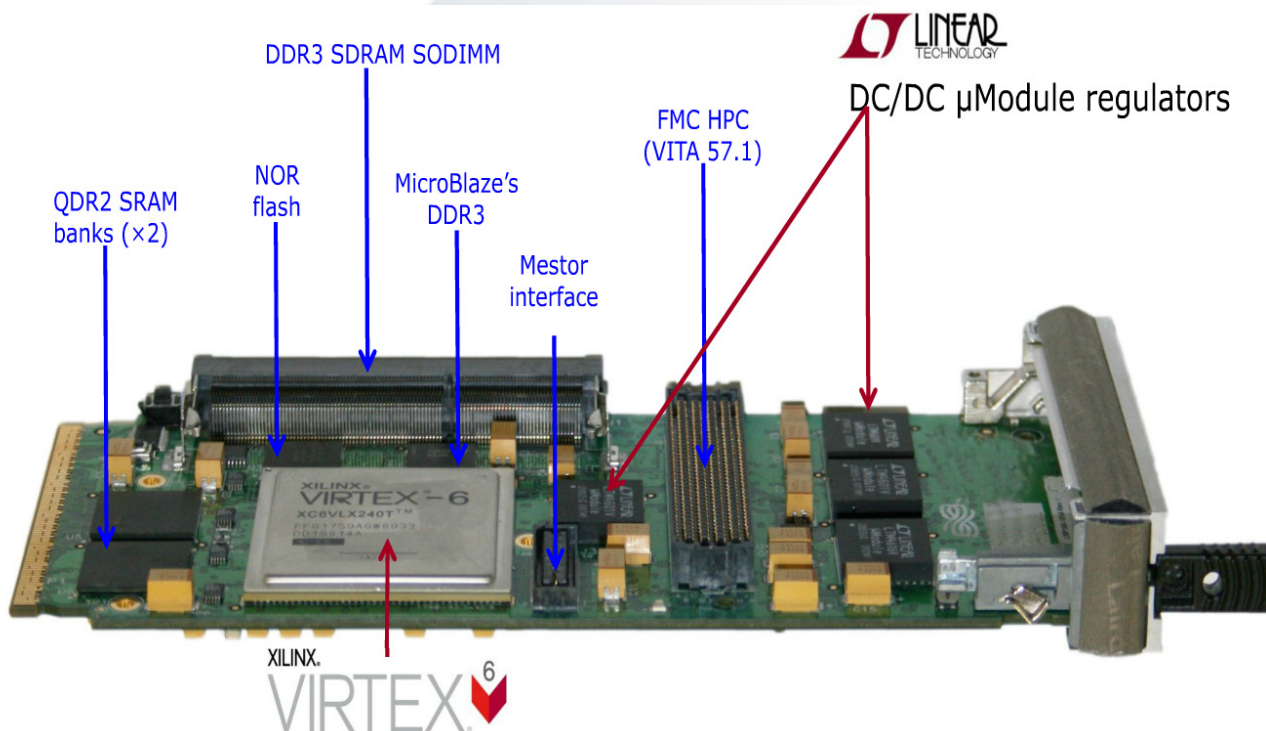 LINEAR
TECHNOLOGY
DDR3 SDRAM SODIMM
DC/DC µModule regulators
FMC HPC
(VITA 57.1)
NOR
flash
MicroBlaze's
DDR3
QDR2 SRAM
banks (×2)
Mestor
interface
XILINX®
VIRTEX®-6
XC6VLX240T™
XILINX®
VIRTEX® 6